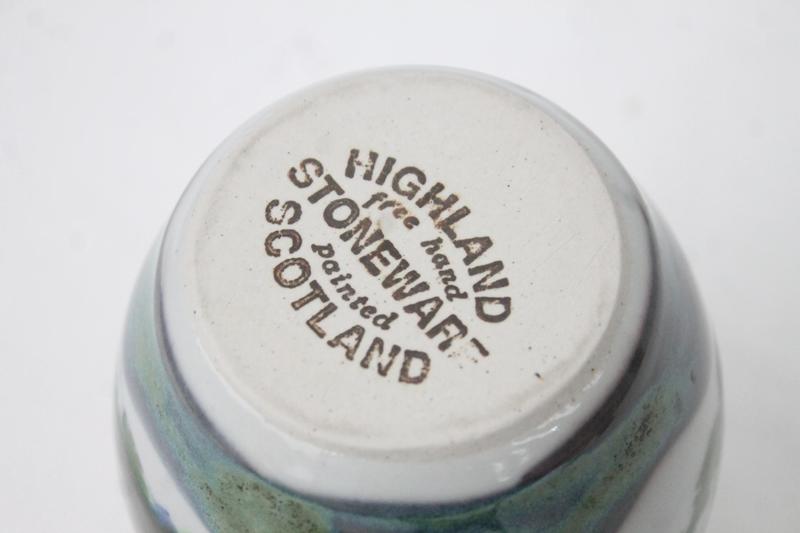 HIGHLAND
free hand
STONEWARE
painted
SCOTLAND